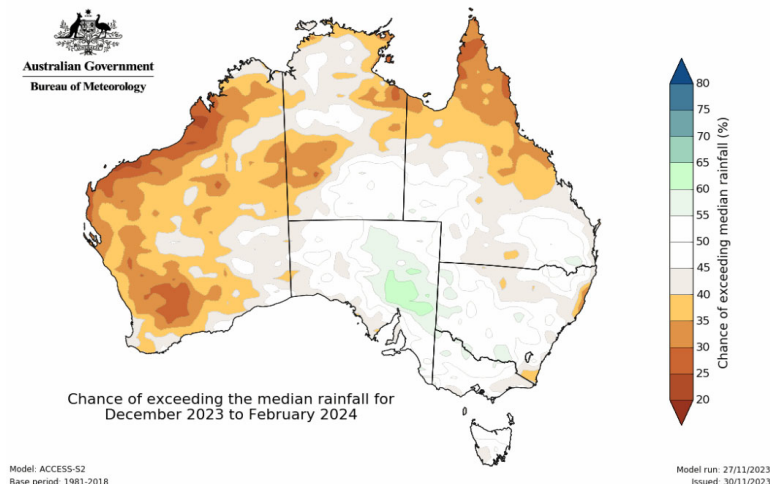 Australian Government
Bureau of Meteorology
80
75
70
65
60
55
50
45
40
35
30
25
20
Chance of exceeding median rainfall (%)
Chance of exceeding the median rainfall for
December 2023 to February 2024
Model: ACCESS-S2
Base period: 1981-2018
Model run: 27/11/2023
Issued: 30/11/2023